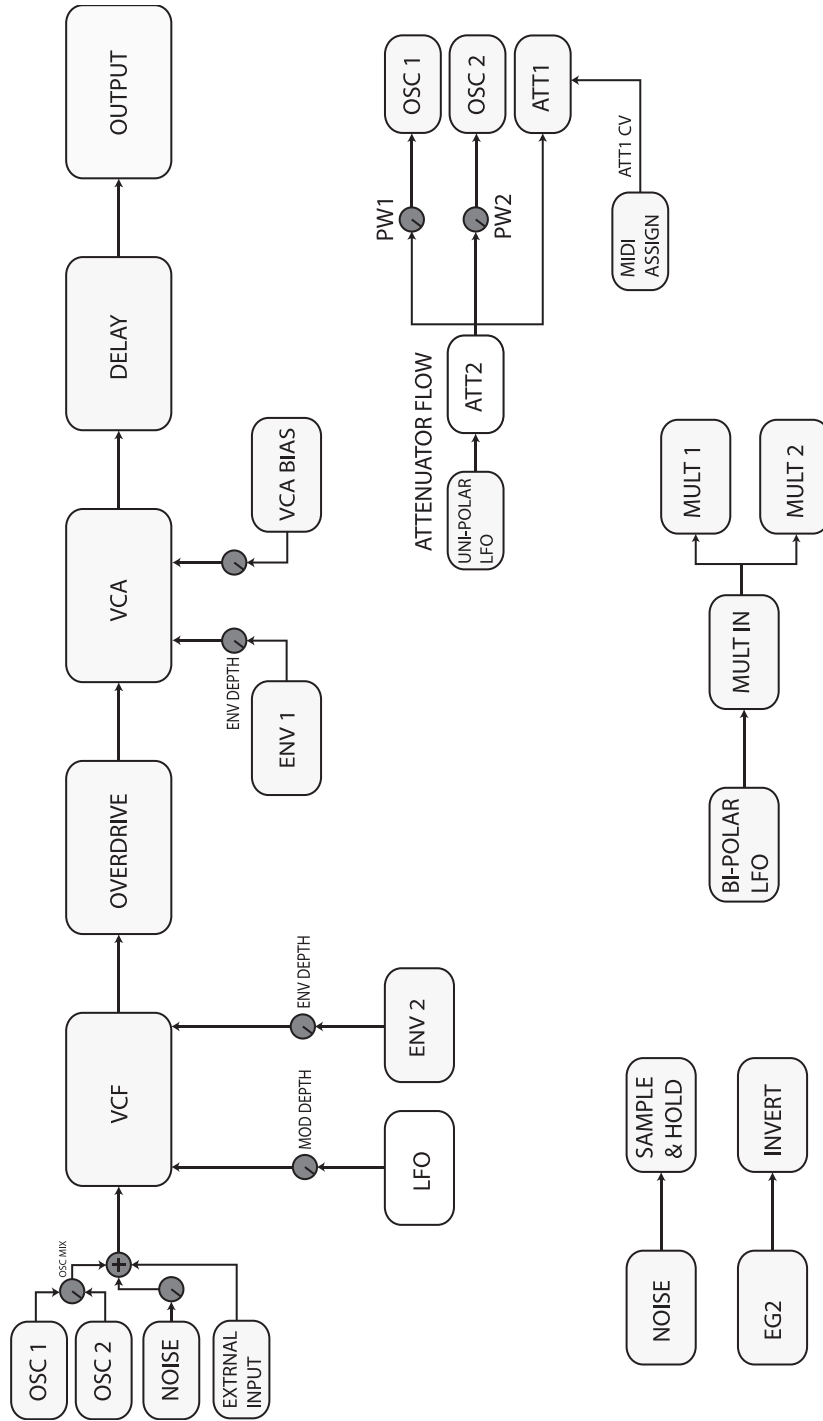 OSC 1
OSC 2
NOISE
EXTRNAL
INPUT
OSC MIX
+
VCF
OVERDRIVE
VCA
DELAY
OUTPUT
MOD DEPTH
LFO
ENV DEPTH
ENV 2
ENV DEPTH
ENV 1
VCA BIAS
ATTENUATOR FLOW
UNI-POLAR
LFO
ATT2
PW1
PW2
OSC 1
OSC 2
ATT1
MIDI
ASSIGN
ATT1 CV
NOISE
SAMPLE
& HOLD
EG2
INVERT
BI-POLAR
LFO
MULT IN
MULT 1
MULT 2